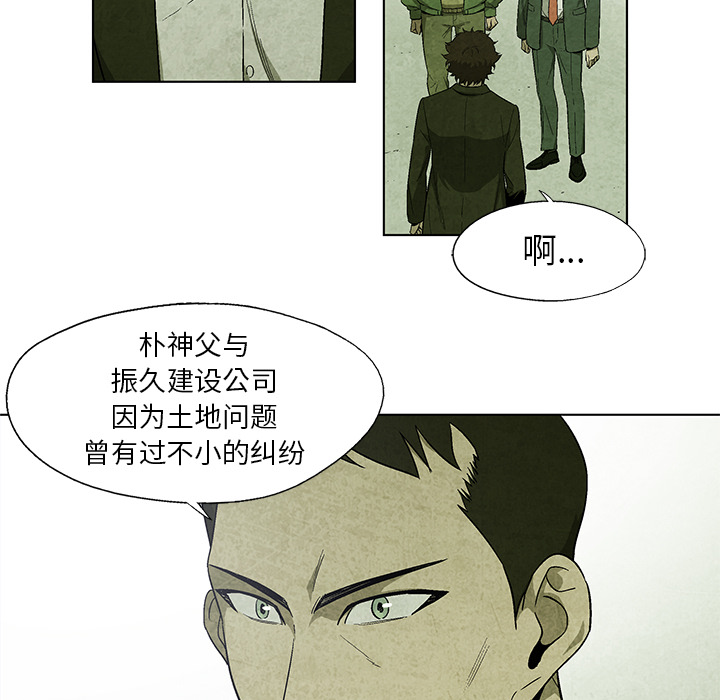 啊...
朴神父与
振久建设公司
因为土地问题
曾有过不小的纠纷